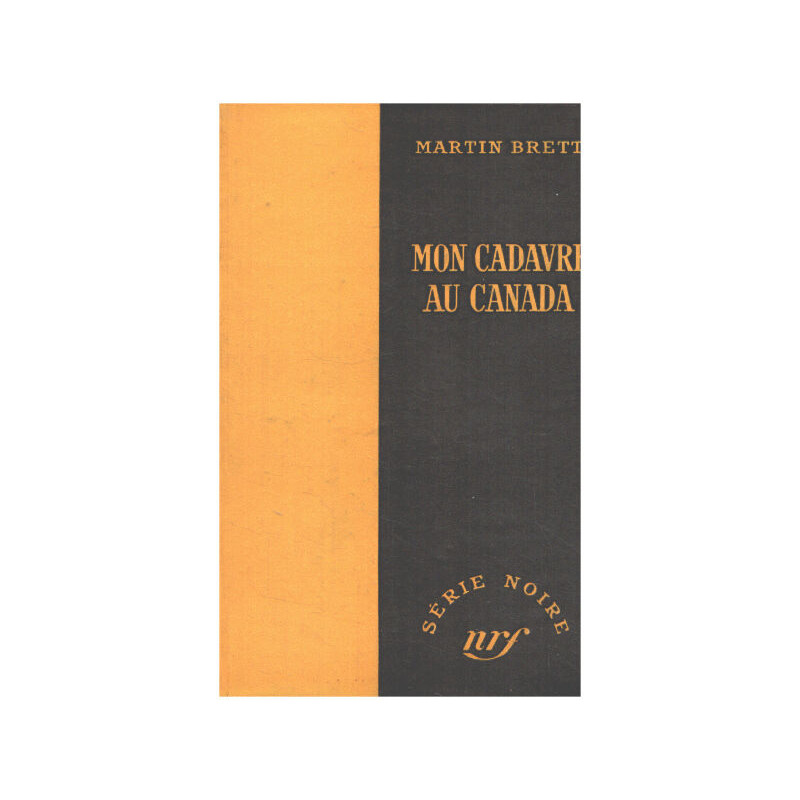 MARTIN BRETT
MON CADAVRE
AU CANADA
SÉRIE NOIRE
nrf